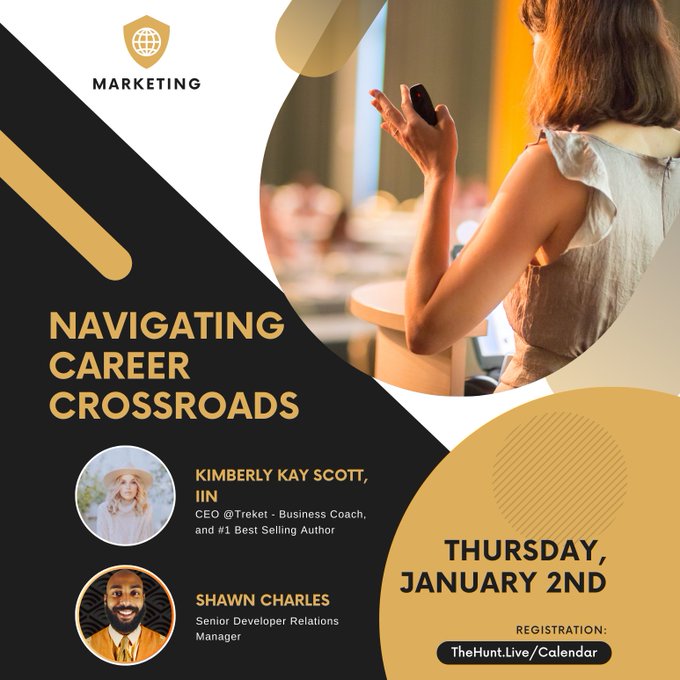 MARKETING
NAVIGATING
CAREER
CROSSROADS
KIMBERLY KAY SCOTT,
IIN
CEO @Treket - Business Coach,
and #1 Best Selling Author
SHAWN CHARLES
Senior Developer Relations
Manager
THURSDAY,
JANUARY 2ND
REGISTRATION:
TheHunt.Live/Calendar